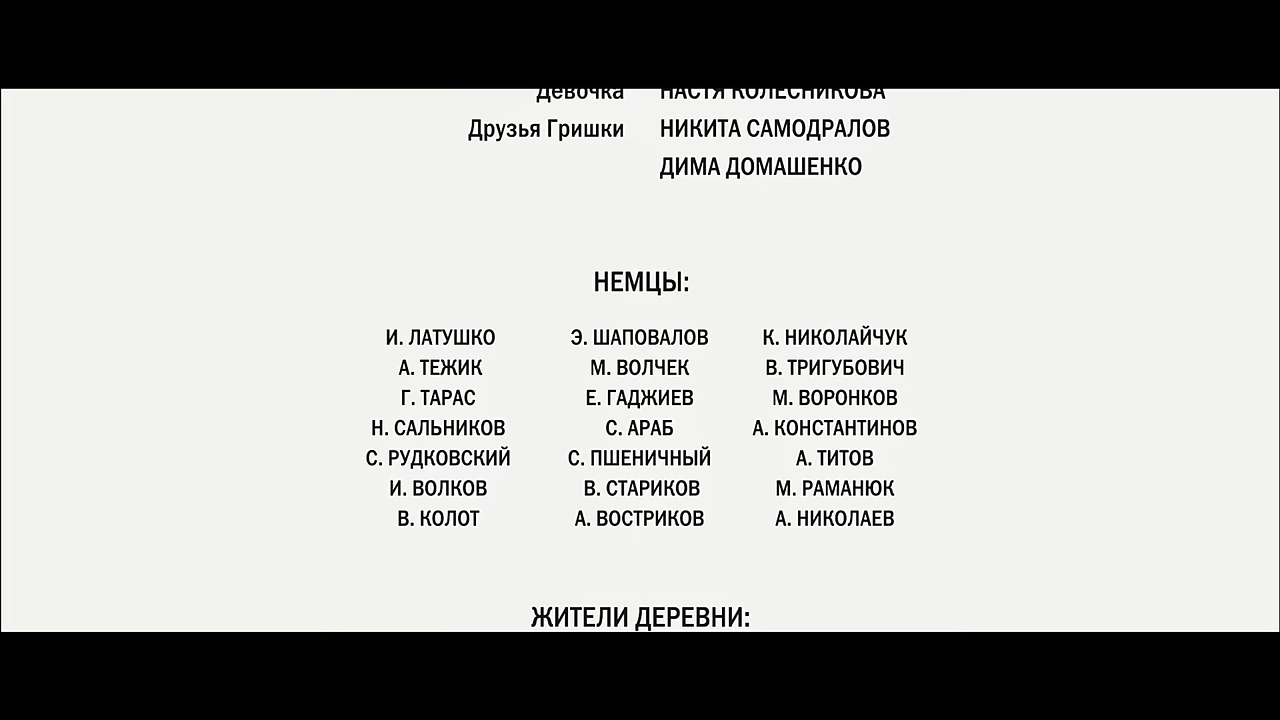 Девочка НАСТЯ КОЛЕСНИКОВА
Друзья Гришки НИКИТА САМОДРАЛОВ
ДИМА ДОМАШЕНКО
НЕМЦЫ:
И. ЛАТУШКО Э. ШАПОВАЛОВ К. НИКОЛАЙЧУК
А. ТЕЖИК М. ВОЛЧЕК В. ТРИГУБОВИЧ
Г. ТАРАС Е. ГАДЖИЕВ М. ВОРОНКОВ
Н. САЛЬНИКОВ С. АРАБ А. КОНСТАНТИНОВ
С. РУДКОВСКИЙ С. ПШЕНИЧНЫЙ А. ТИТОВ
И. ВОЛКОВ В. СТАРИКОВ М. РАМАНЮК
В. КОЛОТ А. ВОСТРИКОВ А. НИКОЛАЕВ
ЖИТЕЛИ ДЕРЕВНИ: